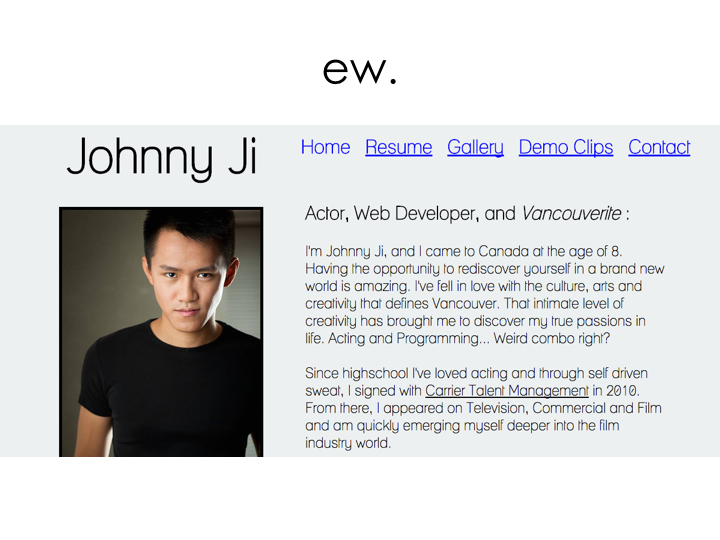 ew.
Johnny Ji
Home Resume Gallery Demo Clips Contact
Actor, Web Developer, and Vancouverite :
I'm Johnny Ji, and I came to Canada at the age of 8.
Having the opportunity to rediscover yourself in a brand new
world is amazing. I've fell in love with the culture, arts and
creativity that defines Vancouver. That intimate level of
creativity has brought me to discover my true passions in
life. Acting and Programming... Weird combo right?
Since highschool I've loved acting and through self driven
sweat, I signed with Carrier Talent Management in 2010.
From there, I appeared on Television, Commercial and Film
and am quickly emerging myself deeper into the film
industry world.